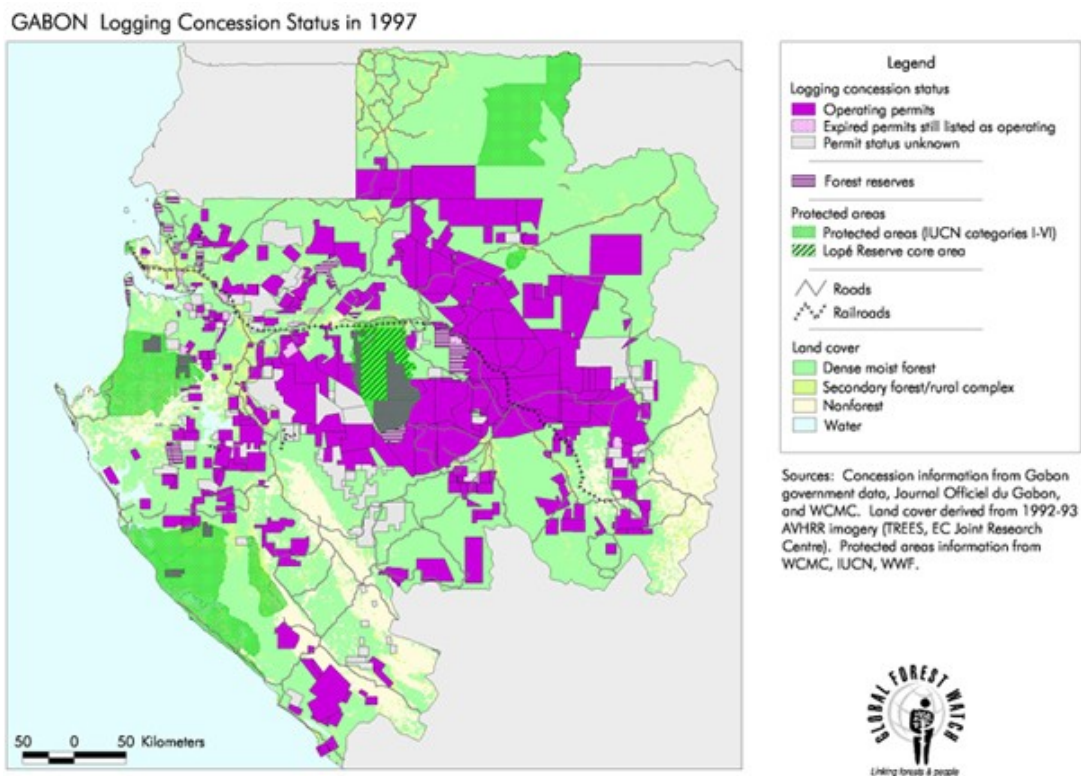 GABON Logging Concession Status in 1997
Legend
Logging concession status
Operating permits
Expired permits still listed as operating
Permit status unknown
Forest reserves
Protected areas
Protected areas (IUCN categories I-VI)
Lopé Reserve core area
Roads
Railroads
Land cover
Dense moist forest
Secondary forest/rural complex
Nonforest
Water
Sources: Concession information from Gabon
government data, Journal Officiel du Gabon,
and WCMC. Land cover derived from 1992-93
AVHRR imagery (TREES, EC Joint Research
Centre). Protected areas information from
WCMC, IUCN, WWF.
50 0 50 Kilometers
GLOBAL FOREST WATCH
Linking forests & people